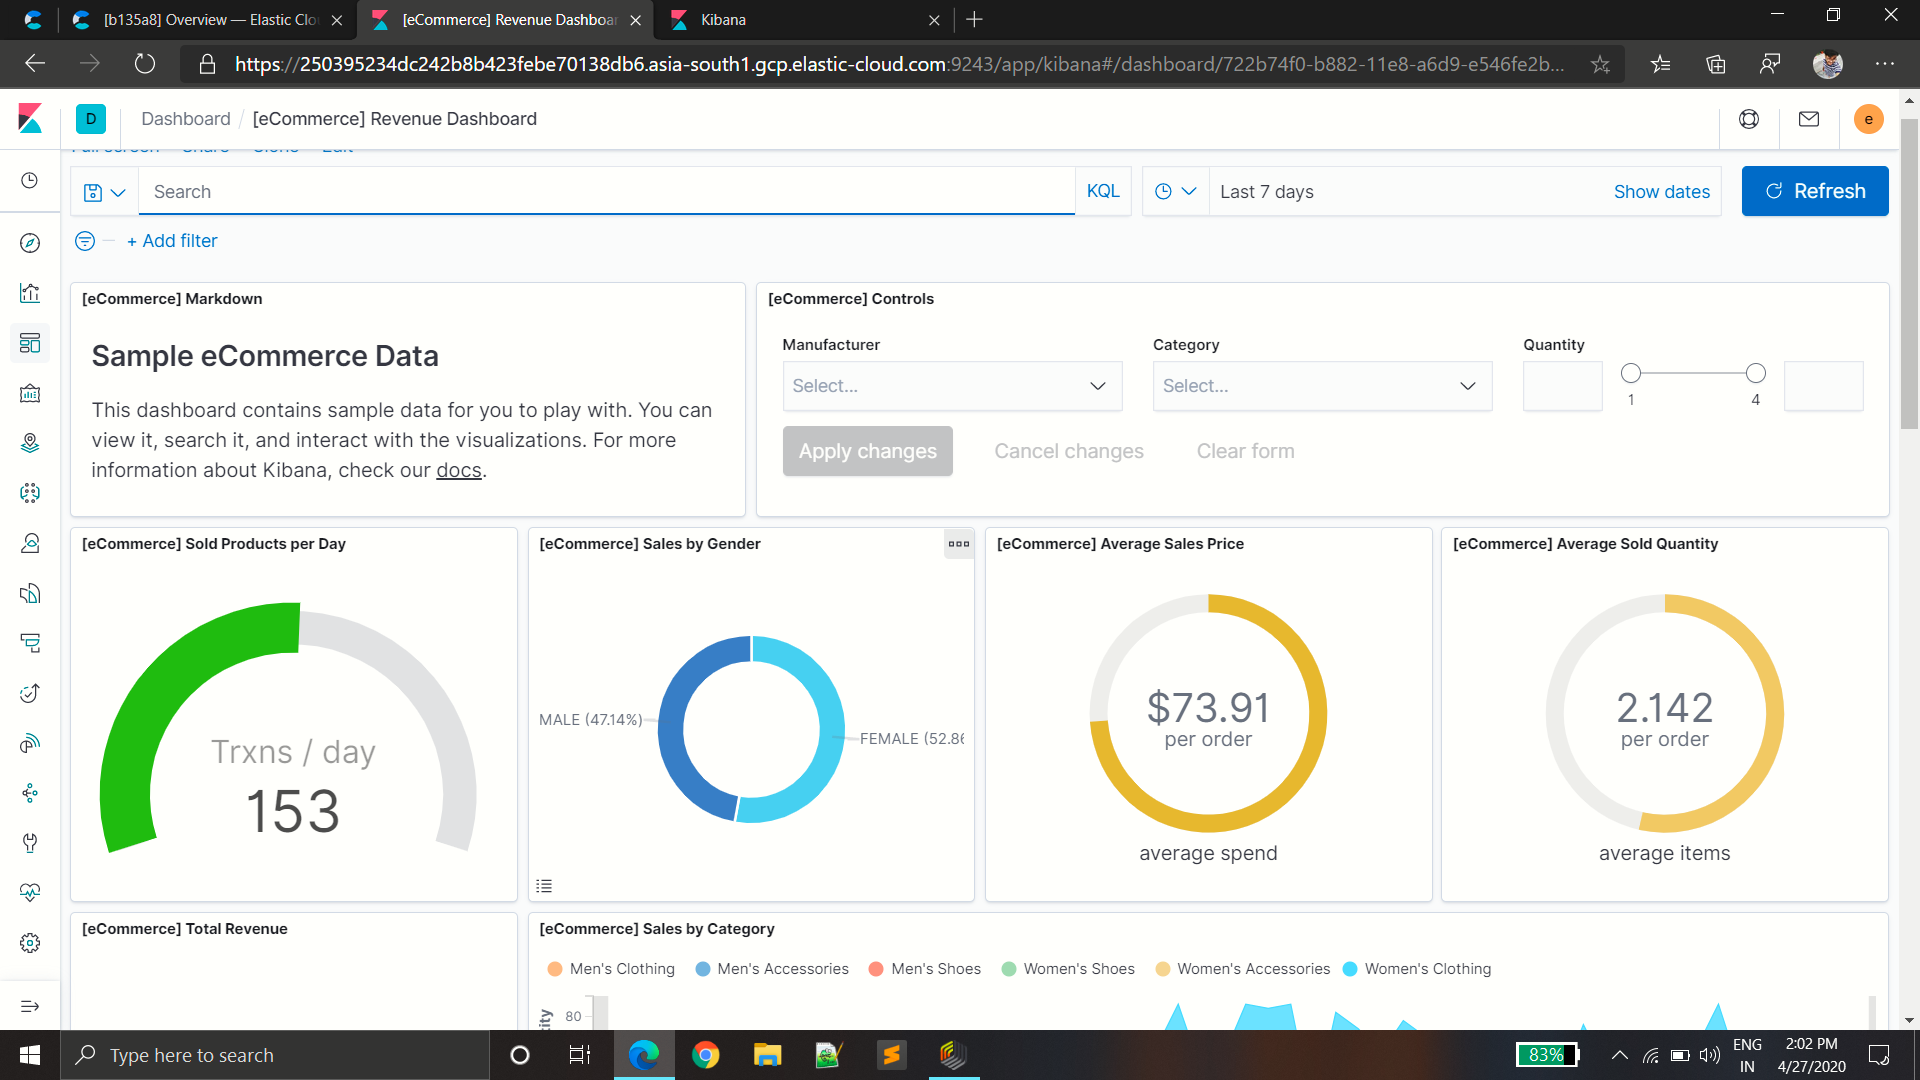 [b135a8] Overview — Elastic Clo
[eCommerce] Revenue Dashboar
Kibana
https://250395234dc242b8b423febe70138db6.asia-south1.gcp.elastic-cloud.com:9243/app/kibana#/dashboard/722b74f0-b882-11e8-a6d9-e546fe2b...
D
Dashboard / [eCommerce] Revenue Dashboard
e
Full screen Share Clone Edit
Search
KQL
Last 7 days
Show dates
Refresh
+ Add filter
[eCommerce] Markdown
Sample eCommerce Data
This dashboard contains sample data for you to play with. You can
view it, search it, and interact with the visualizations. For more
information about Kibana, check our docs.
[eCommerce] Controls
Manufacturer
Category
Quantity
Select...
Select...
1
4
Apply changes
Cancel changes
Clear form
[eCommerce] Sold Products per Day
Trxns / day
153
[eCommerce] Sales by Gender
MALE (47.14%)
FEMALE (52.86
[eCommerce] Average Sales Price
$73.91
per order
average spend
[eCommerce] Average Sold Quantity
2.142
per order
average items
[eCommerce] Total Revenue
[eCommerce] Sales by Category
Men's Clothing
Men's Accessories
Men's Shoes
Women's Shoes
Women's Accessories
Women's Clothing
80
Type here to search
83%
ENG
IN
2:02 PM
4/27/2020